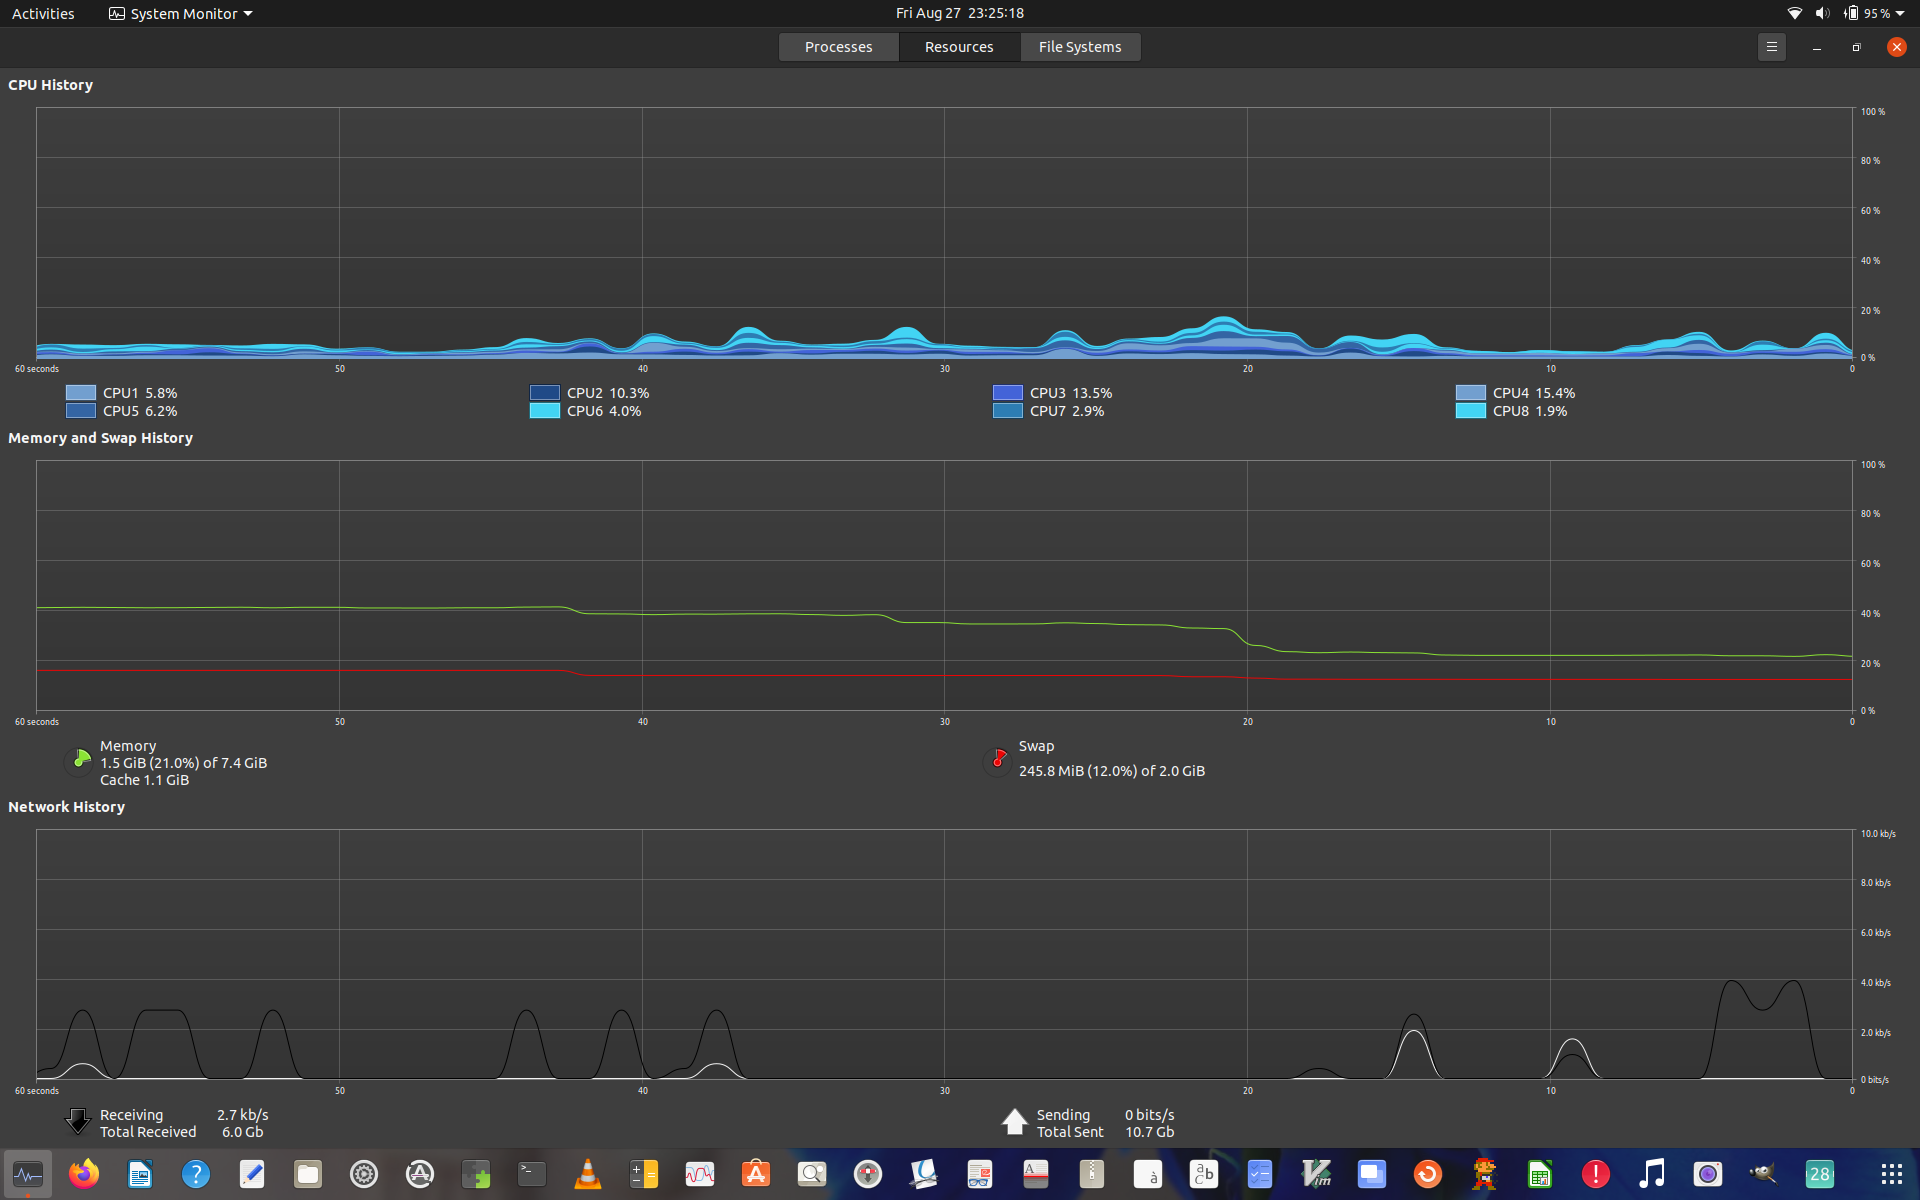 Activities System Monitor Fri Aug 27 23:25:18 95 %
Processes Resources File Systems
CPU History
100 %
80 %
60 %
40 %
20 %
0 %
60 seconds 50 40 30 20 10 0
CPU1 5.8% CPU2 10.3% CPU3 13.5% CPU4 15.4%
CPU5 6.2% CPU6 4.0% CPU7 2.9% CPU8 1.9%
Memory and Swap History
100 %
80 %
60 %
40 %
20 %
0 %
60 seconds 50 40 30 20 10 0
Memory
1.5 GiB (21.0%) of 7.4 GiB
Cache 1.1 GiB
Swap
245.8 MiB (12.0%) of 2.0 GiB
Network History
10.0 kb/s
8.0 kb/s
6.0 kb/s
4.0 kb/s
2.0 kb/s
0 bits/s
60 seconds 50 40 30 20 10 0
Receiving 2.7 kb/s
Total Received 6.0 Gb
Sending 0 bits/s
Total Sent 10.7 Gb
28